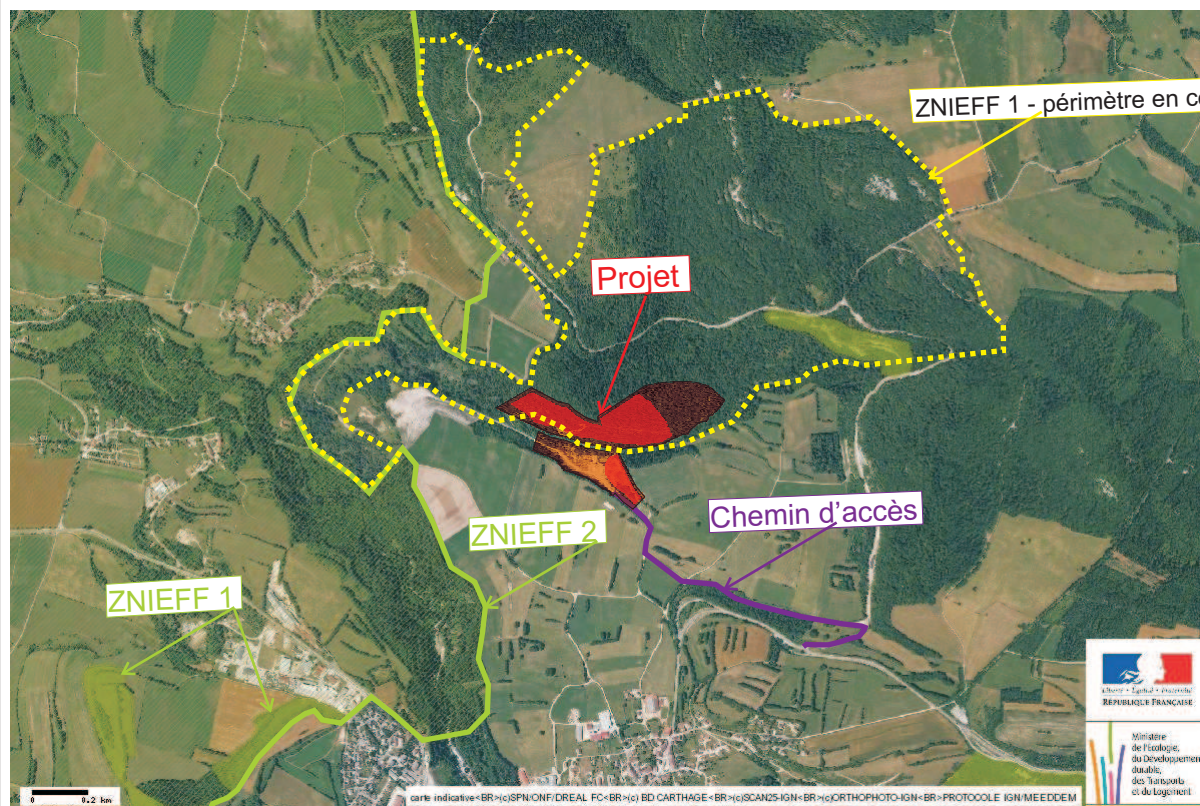 ZNIEFF 1 - périmètre en co
Projet
Chemin d'accès
ZNIEFF 2
ZNIEFF 1
Liberté • Égalité • Fraternité
RÉPUBLIQUE FRANÇAISE
Ministère
de l'Ecologie,
du Développement
durable,
des Transports
et du Logement
0 0.2 km
carte indicative<BR>(c)SPN/ONF/DREAL FC<BR>(c) BD CARTHAGE<BR>(c)SCAN25-IGN<BR>(c)ORTHOPHOTO-IGN<BR>PROTOCOLE IGN/MEEDDEM